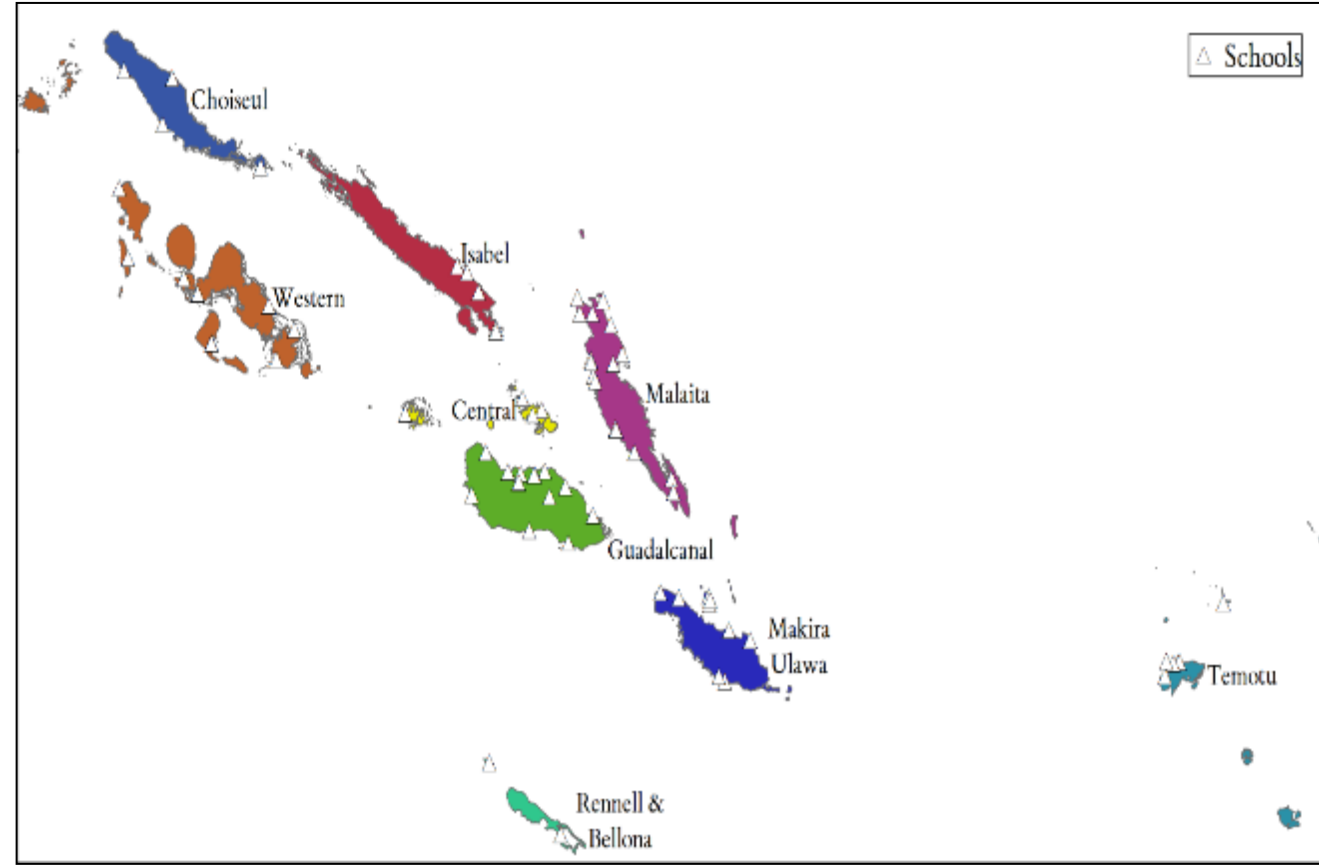 Schools
Choiseul
Isabel
Western
Malaita
Central
Guadalcanal
Makira
Ulawa
Temotu
Rennell &
Bellona